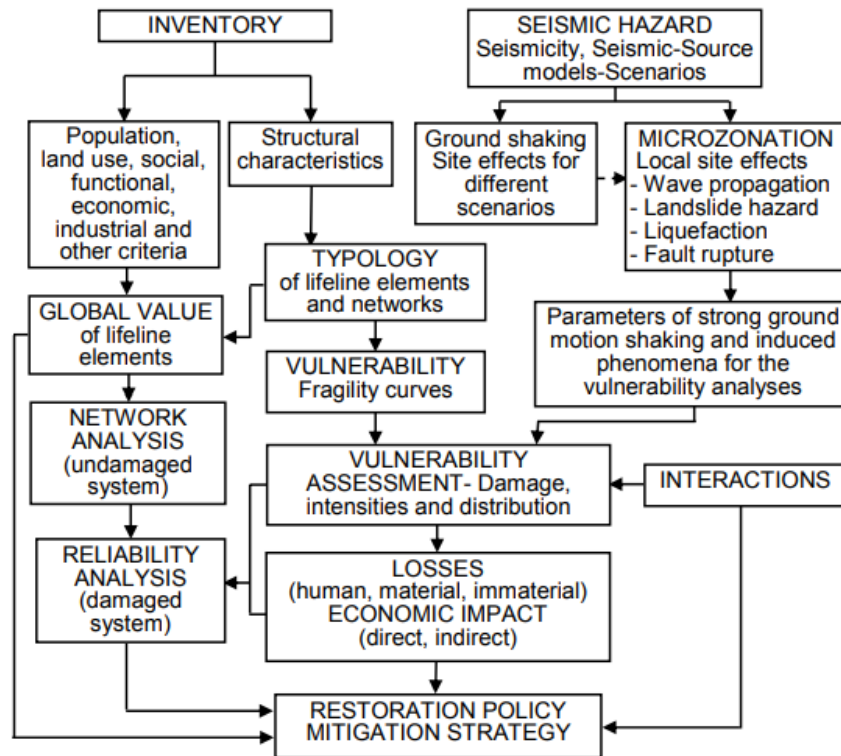 INVENTORY
SEISMIC HAZARD
Seismicity, Seismic-Source
models-Scenarios
Population,
land use, social,
functional,
economic,
industrial and
other criteria
Structural
characteristics
Ground shaking
Site effects for
different
scenarios
MICROZONATION
Local site effects
- Wave propagation
- Landslide hazard
- Liquefaction
- Fault rupture
TYPOLOGY
of lifeline elements
and networks
GLOBAL VALUE
of lifeline
elements
Parameters of strong ground
motion shaking and induced
phenomena for the
vulnerability analyses
VULNERABILITY
Fragility curves
NETWORK
ANALYSIS
(undamaged
system)
VULNERABILITY
ASSESSMENT- Damage,
intensities and distribution
INTERACTIONS
RELIABILITY
ANALYSIS
(damaged
system)
LOSSES
(human, material, immaterial)
ECONOMIC IMPACT
(direct, indirect)
RESTORATION POLICY
MITIGATION STRATEGY